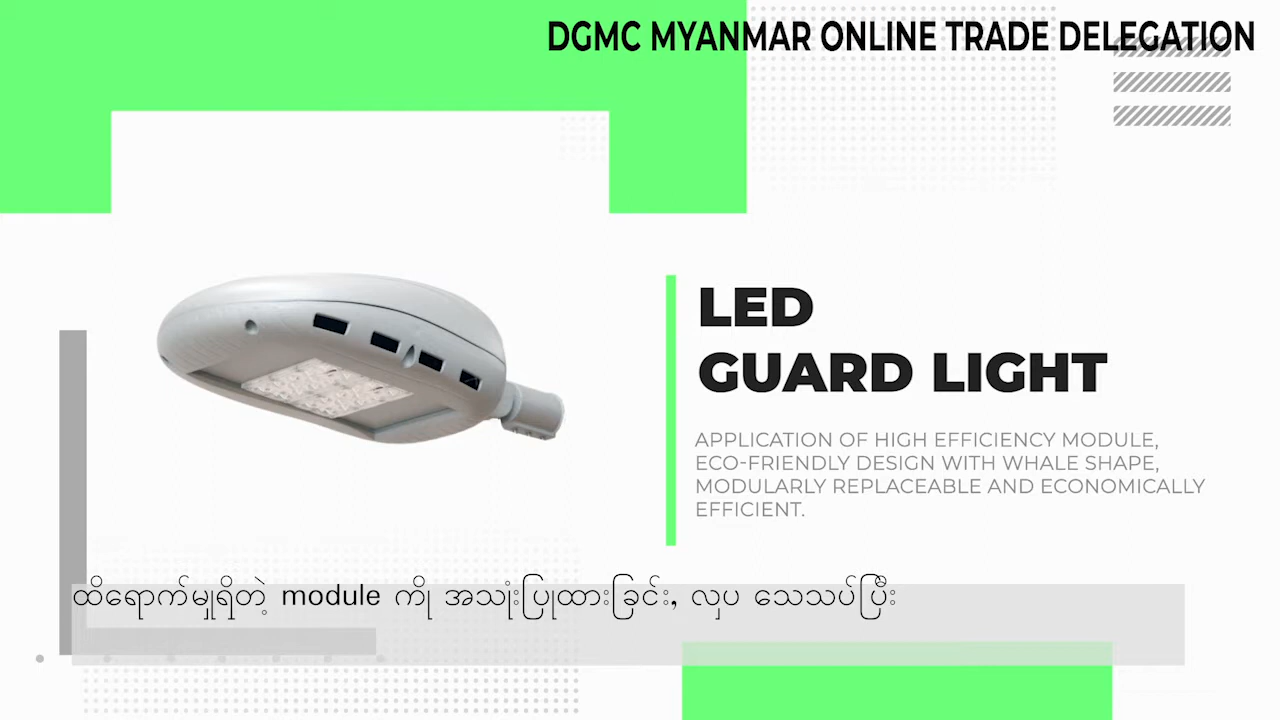 DGMC MYANMAR ONLINE TRADE DELEGATION
LED
GUARD LIGHT
APPLICATION OF HIGH EFFICIENCY MODULE,
ECO-FRIENDLY DESIGN WITH WHALE SHAPE,
MODULARLY REPLACEABLE AND ECONOMICALLY
EFFICIENT.
ထိရောက်မှုရှိတဲ့ module ကို အသုံးပြုထားခြင်း, လှပ သေသပ်ပြီး